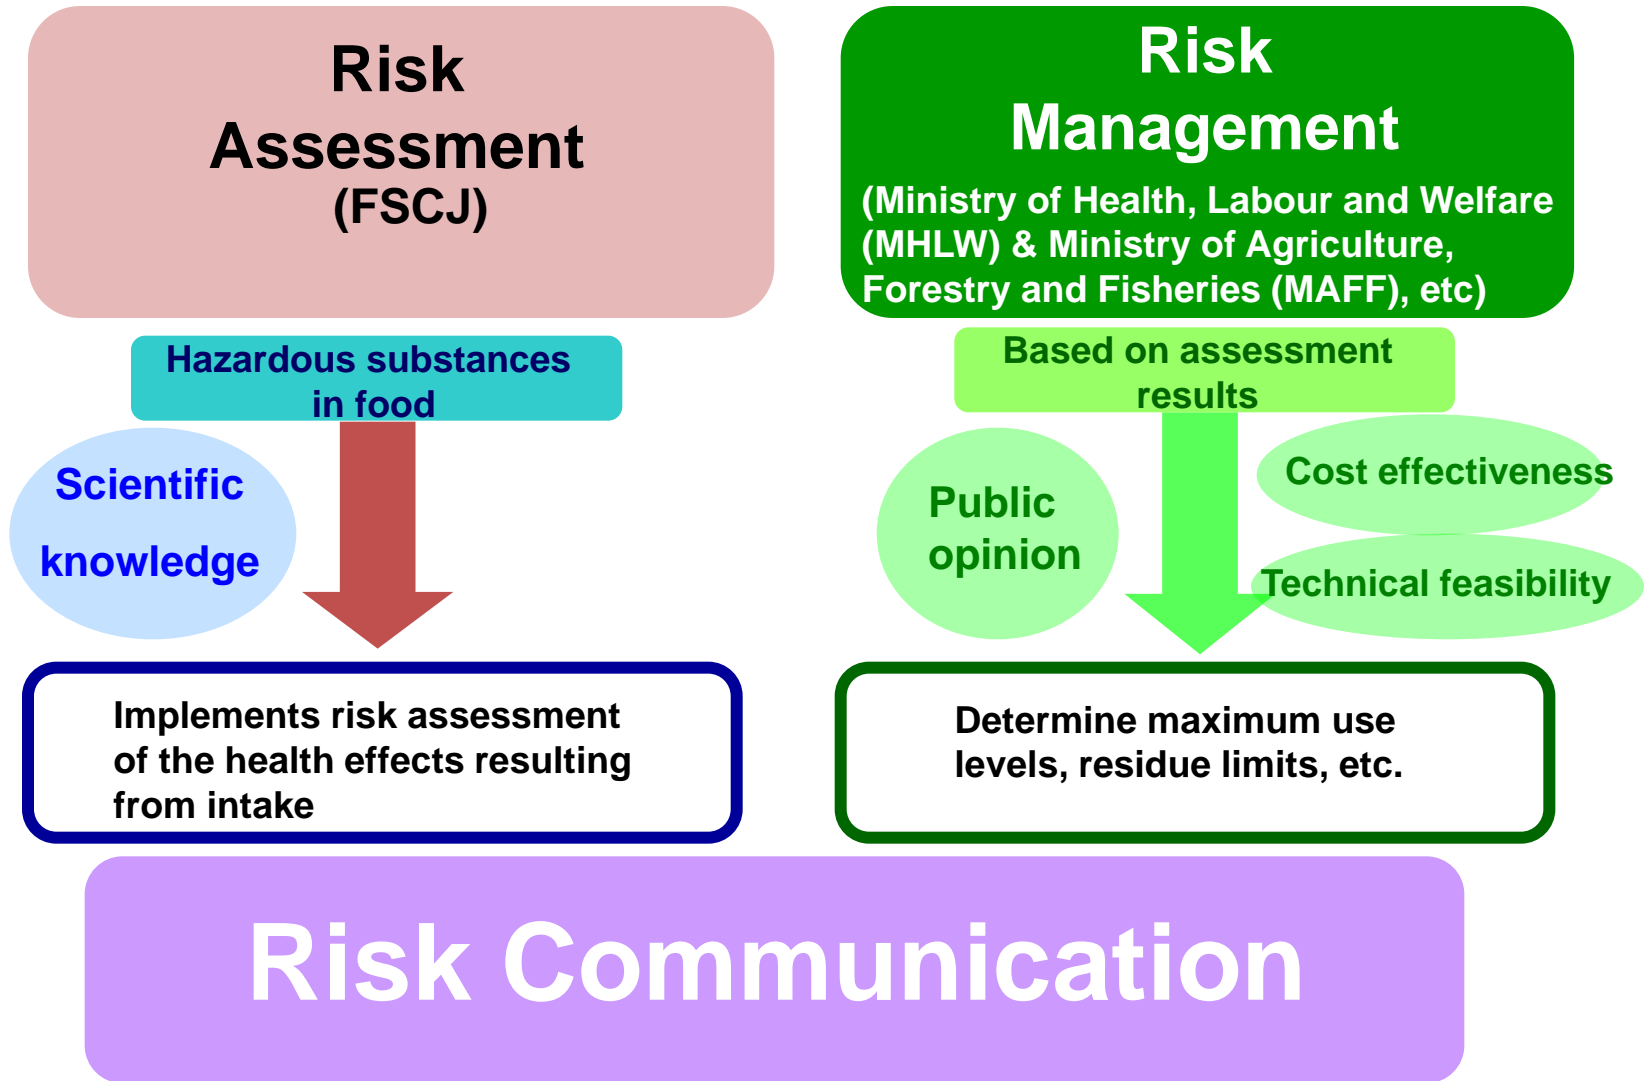 Risk
Assessment
(FSCJ)
Hazardous substances
in food
Scientific
knowledge
Implements risk assessment
of the health effects resulting
from intake
Risk
Management
(Ministry of Health, Labour and Welfare
(MHLW) & Ministry of Agriculture,
Forestry and Fisheries (MAFF), etc)
Based on assessment
results
Public
opinion
Cost effectiveness
Technical feasibility
Determine maximum use
levels, residue limits, etc.
Risk Communication